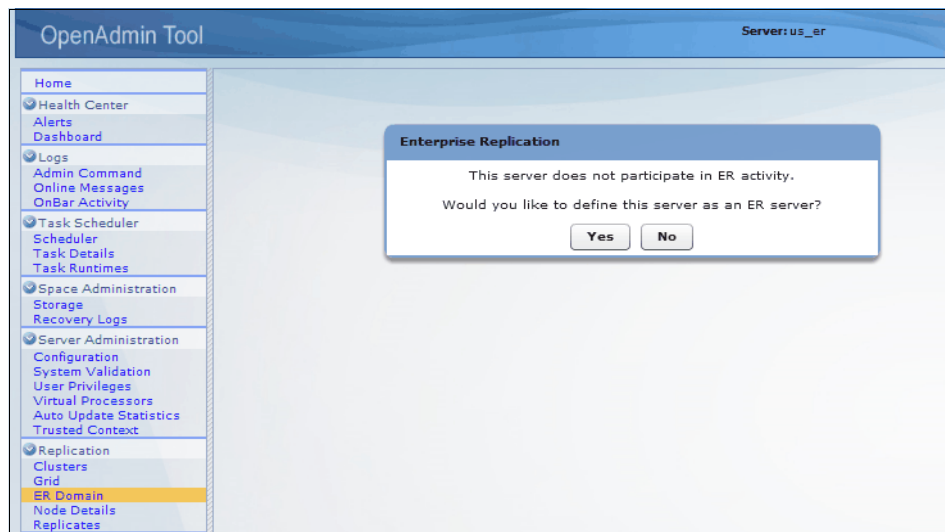 OpenAdmin Tool
Server: us_er
Home
Health Center
Alerts
Dashboard
Logs
Admin Command
Online Messages
OnBar Activity
Task Scheduler
Scheduler
Task Details
Task Runtimes
Space Administration
Storage
Recovery Logs
Server Administration
Configuration
System Validation
User Privileges
Virtual Processors
Auto Update Statistics
Trusted Context
Replication
Clusters
Grid
ER Domain
Node Details
Replicates
Enterprise Replication
This server does not participate in ER activity.
Would you like to define this server as an ER server?
Yes No